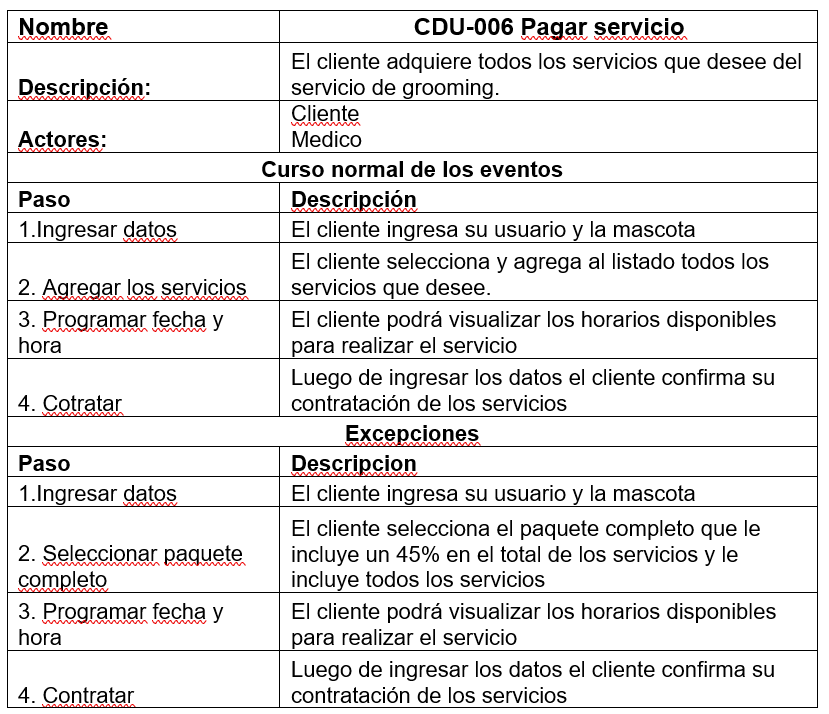 Nombre CDU-006 Pagar servicio
El cliente adquiere todos los servicios que desee del
Descripción: servicio de grooming.
Cliente
Actores: Medico
Curso normal de los eventos
Paso Descripción
1.Ingresar datos El cliente ingresa su usuario y la mascota
El cliente selecciona y agrega al listado todos los
2. Agregar los servicios servicios que desee.
3. Programar fecha y El cliente podrá visualizar los horarios disponibles
hora para realizar el servicio
Luego de ingresar los datos el cliente confirma su
4. Cotratar contratación de los servicios
Excepciones
Paso Descripcion
1.Ingresar datos El cliente ingresa su usuario y la mascota
El cliente selecciona el paquete completo que le
2. Seleccionar paquete incluye un 45% en el total de los servicios y le
completo incluye todos los servicios
3. Programar fecha y El cliente podrá visualizar los horarios disponibles
hora para realizar el servicio
Luego de ingresar los datos el cliente confirma su
4. Contratar contratación de los servicios